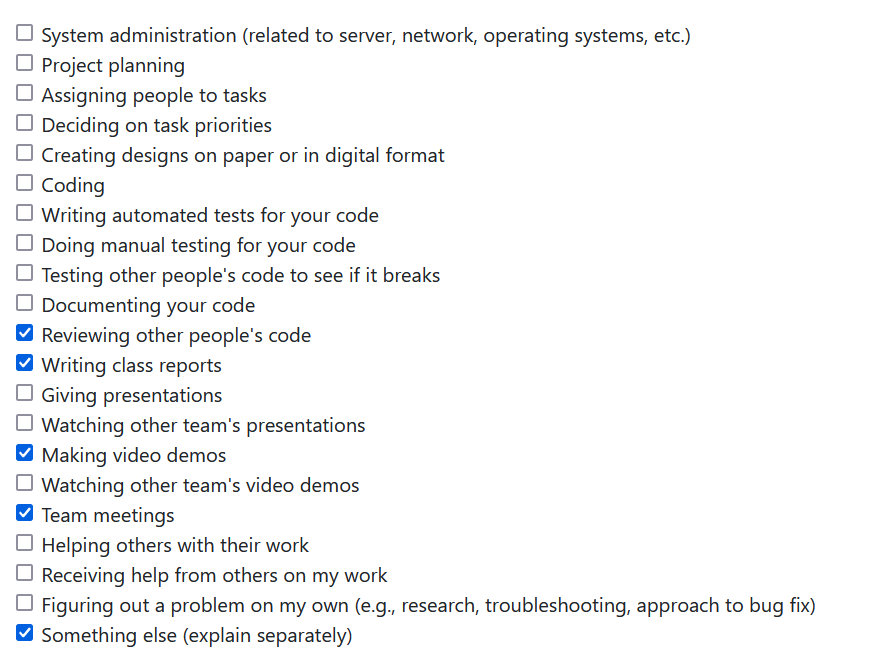 System administration (related to server, network, operating systems, etc.)
Project planning
Assigning people to tasks
Deciding on task priorities
Creating designs on paper or in digital format
Coding
Writing automated tests for your code
Doing manual testing for your code
Testing other people's code to see if it breaks
Documenting your code
Reviewing other people's code
Writing class reports
Giving presentations
Watching other team's presentations
Making video demos
Watching other team's video demos
Team meetings
Helping others with their work
Receiving help from others on my work
Figuring out a problem on my own (e.g., research, troubleshooting, approach to bug fix)
Something else (explain separately)